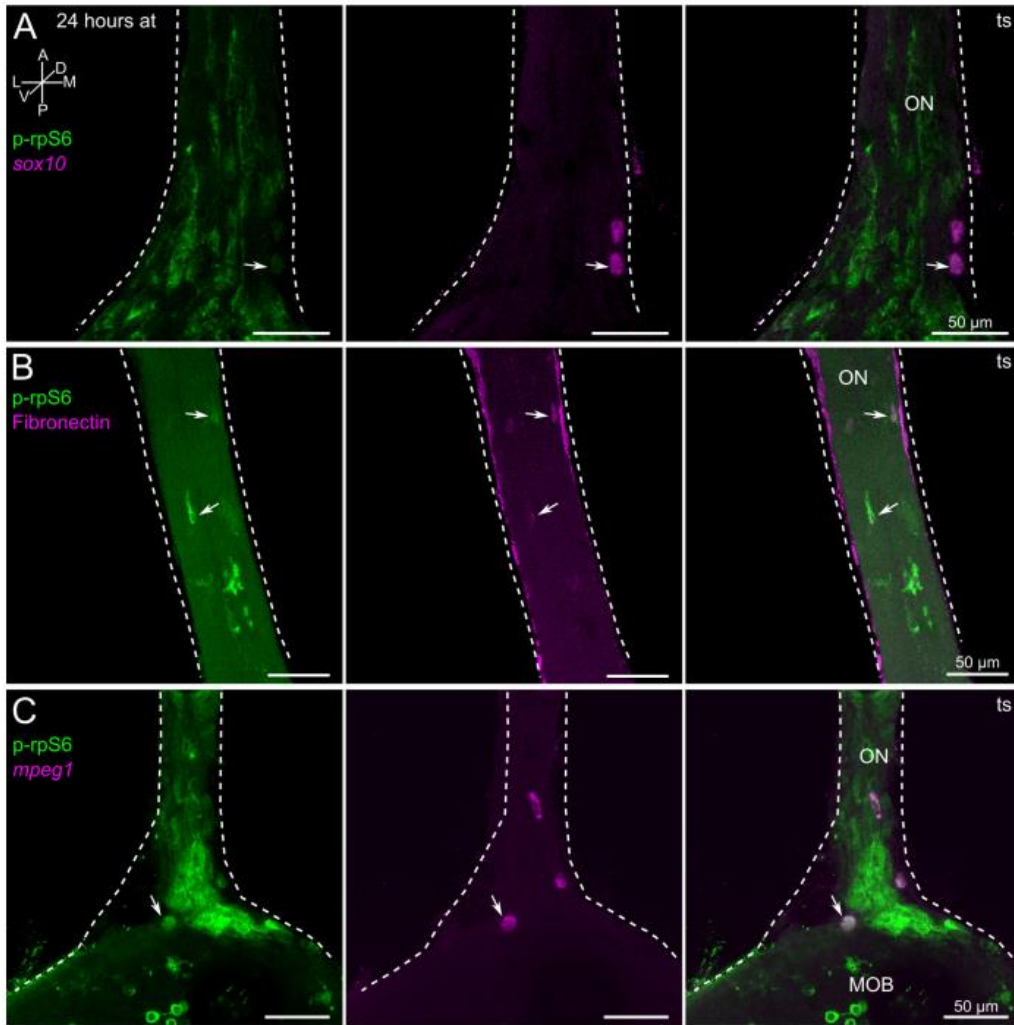 A 24 hours at ts
A
D
L M
V
P
p-rpS6
sox10
ON
50 µm
B ts
p-rpS6
Fibronectin
ON
50 µm
C ts
p-rpS6
mpeg1
ON
MOB
50 µm